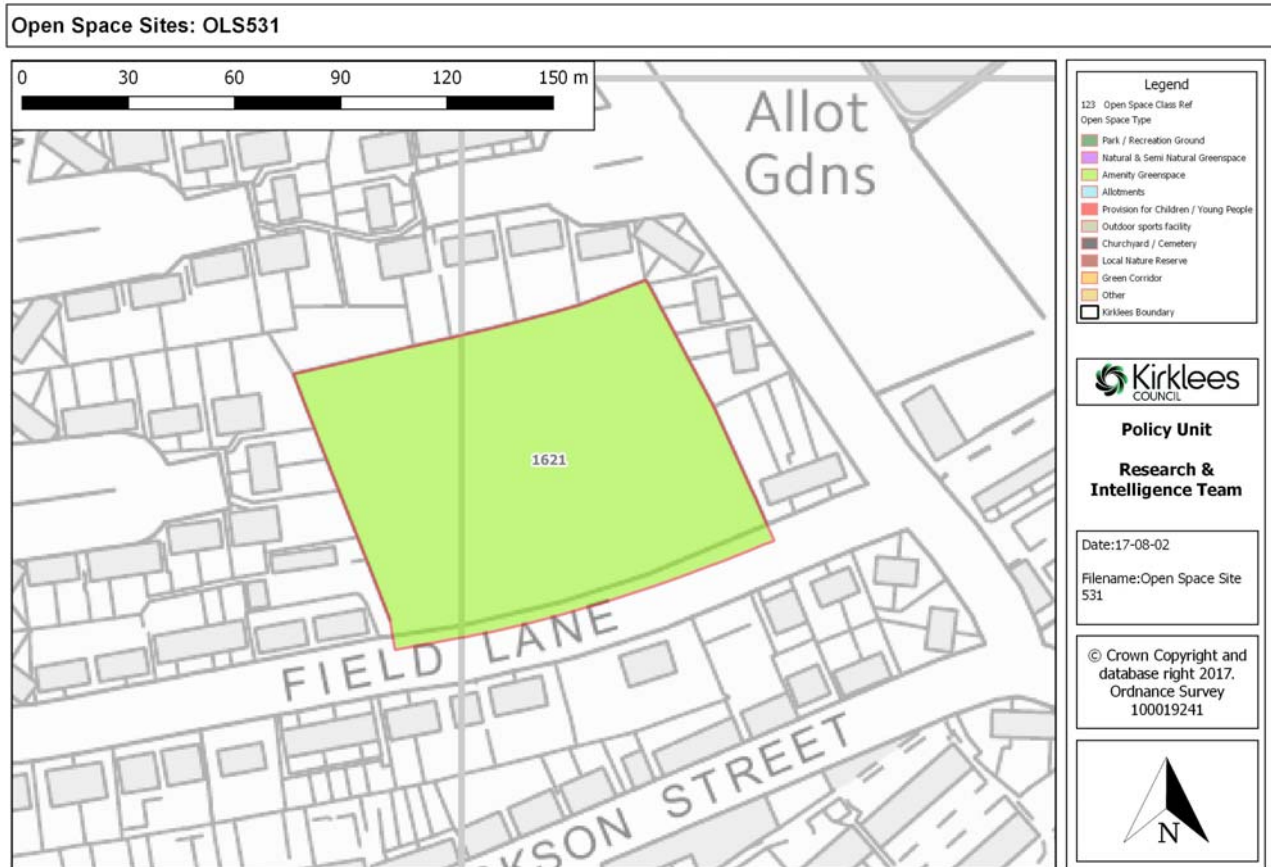 Open Space Sites: OLS531
0 30 60 90 120 150 m
Allot
Gdns
1621
FIELD LANE
KSON STREET
Legend
123 Open Space Class Ref
Open Space Type
Park / Recreation Ground
Natural & Semi Natural Greenspace
Amenity Greenspace
Allotments
Provision for Children / Young People
Outdoor sports facility
Churchyard / Cemetery
Local Nature Reserve
Green Corridor
Other
Kirklees Boundary
Kirklees
COUNCIL
Policy Unit
Research &
Intelligence Team
Date:17-08-02
Filename:Open Space Site
531
© Crown Copyright and
database right 2017.
Ordnance Survey
100019241
N